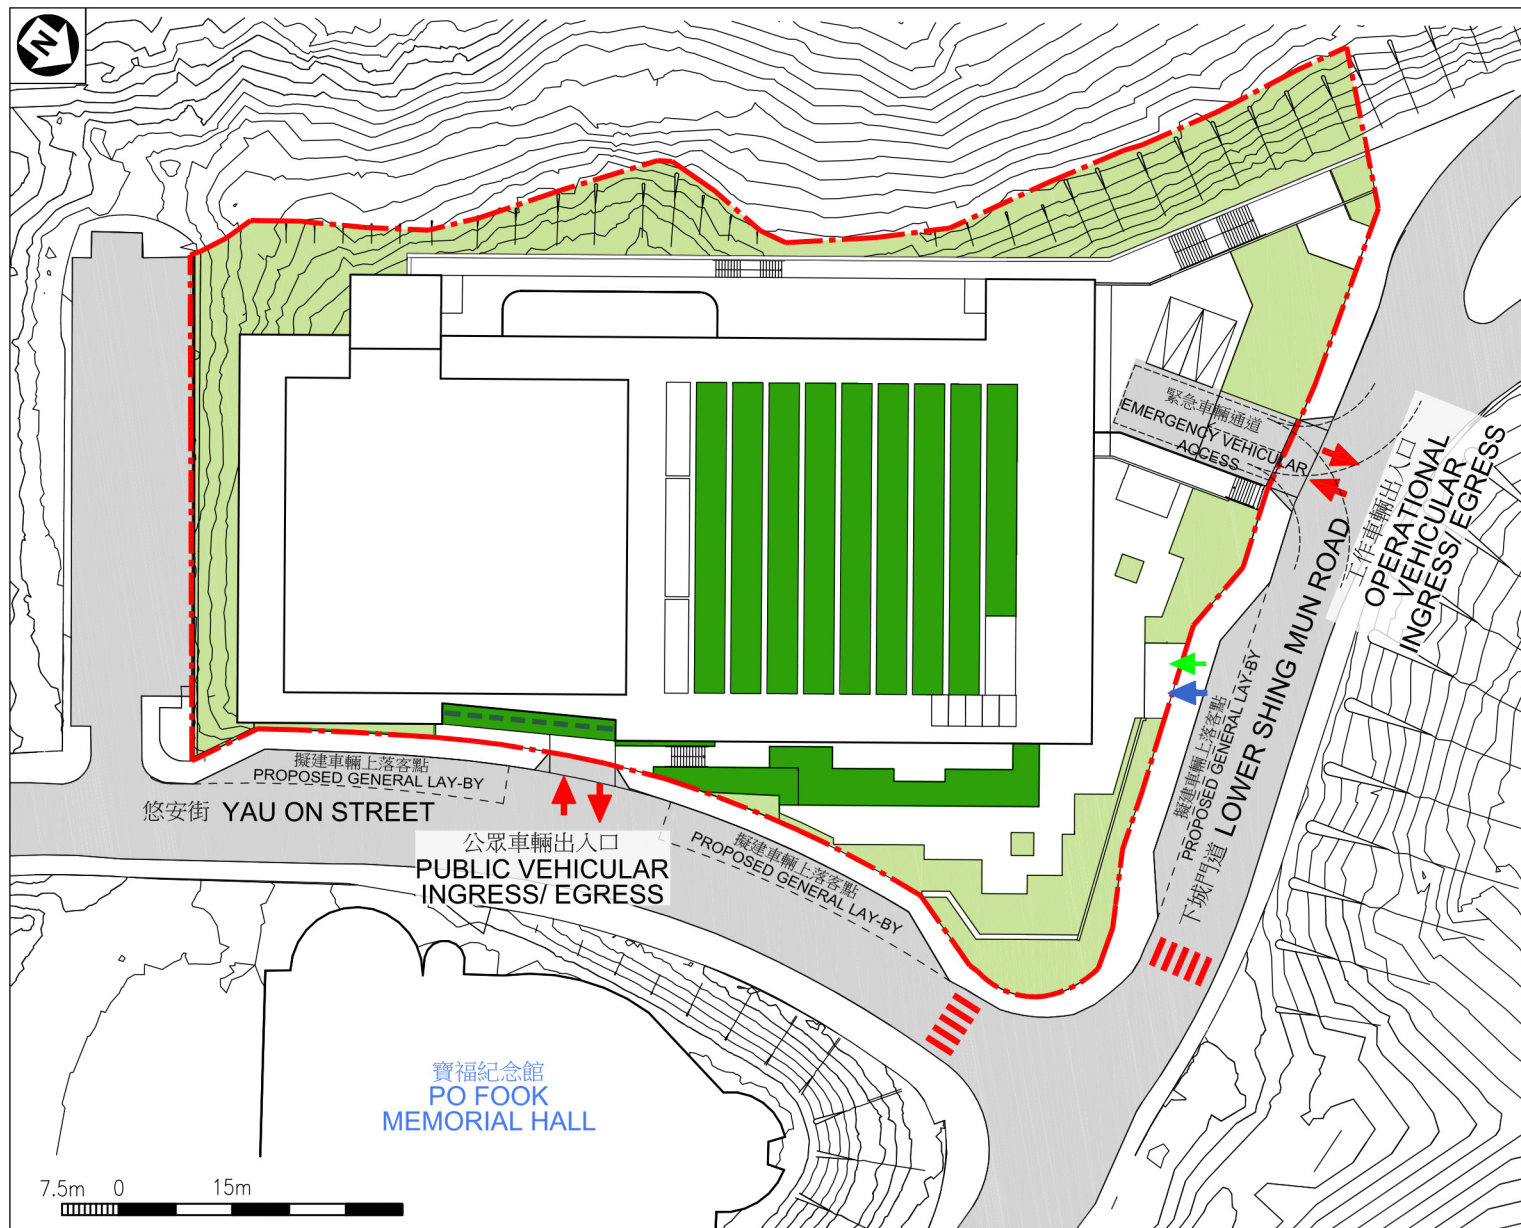 N
緊急車輛通道
EMERGENCY VEHICULAR
ACCESS
工作車輛出入口
OPERATIONAL
VEHICULAR
INGRESS/ EGRESS
擬建車輛上落客點
PROPOSED GENERAL LAY-BY
下城門道 LOWER SHING MUN ROAD
擬建車輛上落客點
PROPOSED GENERAL LAY-BY
悠安街 YAU ON STREET
公眾車輛出入口
PUBLIC VEHICULAR
INGRESS/ EGRESS
擬建車輛上落客點
PROPOSED GENERAL LAY-BY
寶福紀念館
PO FOOK
MEMORIAL HALL
7.5m 0 15m